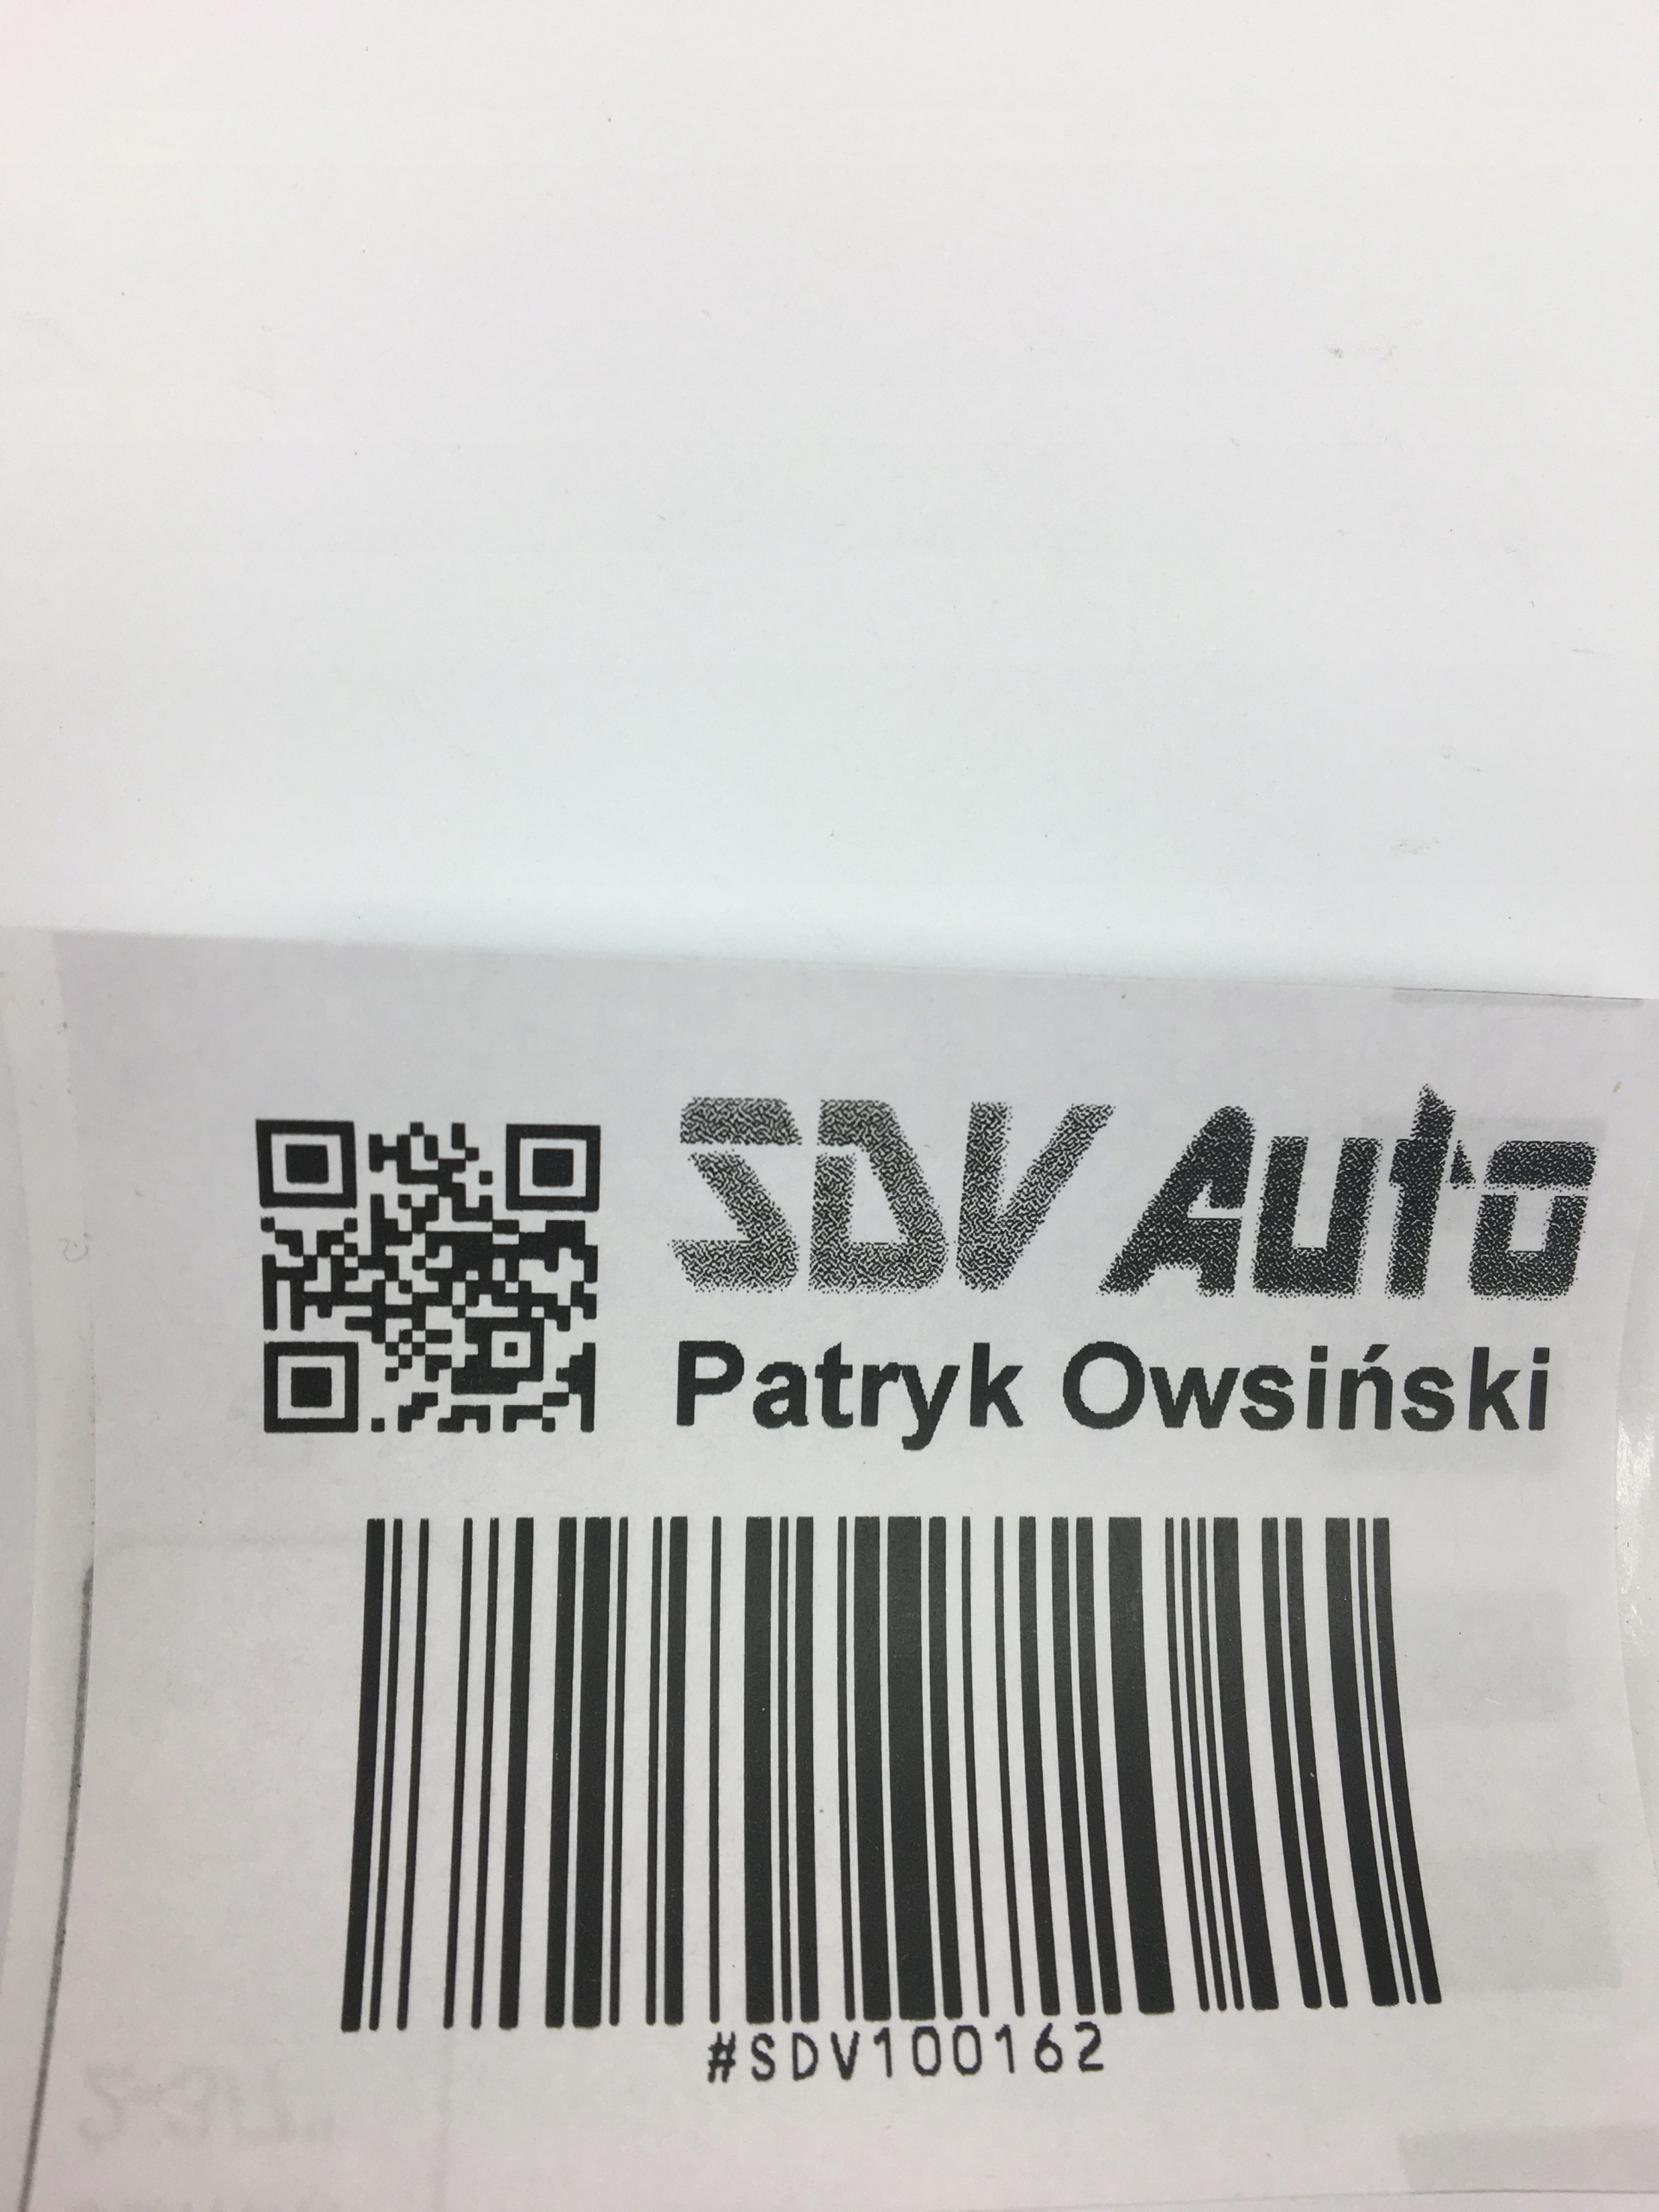 SDV Auto
Patryk Owsiński
#SDV100162